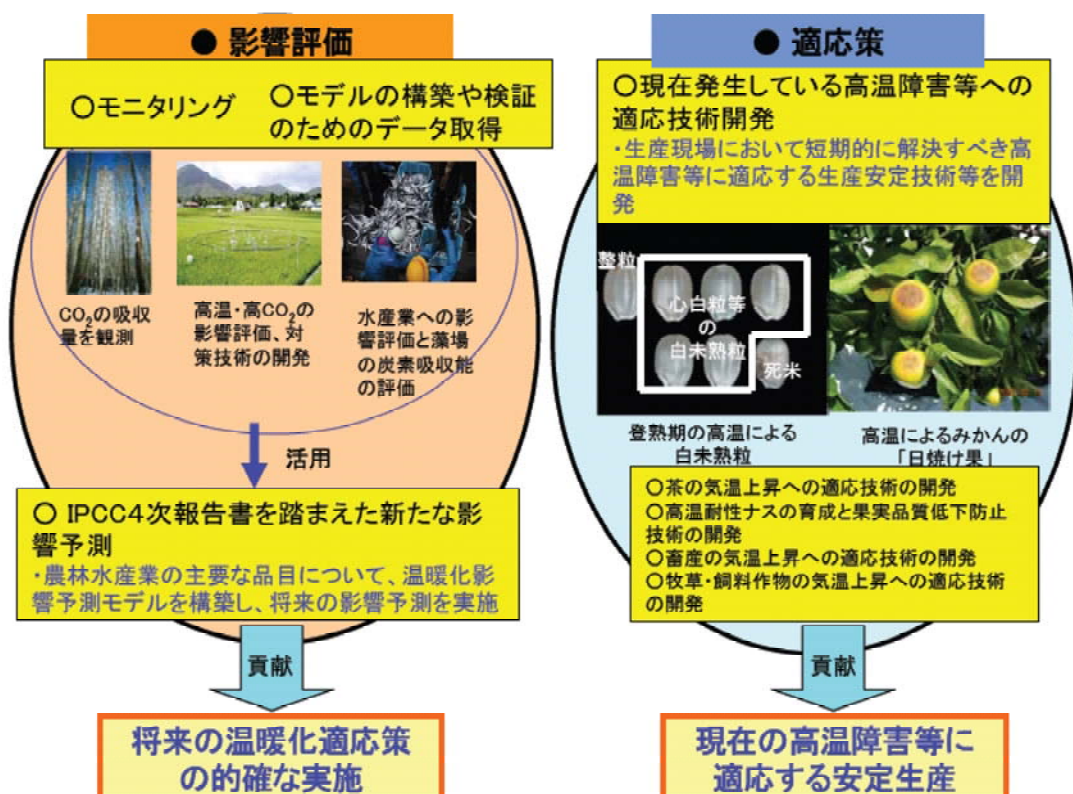 ● 影響評価
○モニタリング
○モデルの構築や検証
のためのデータ取得
CO₂の吸収
量を観測
高温・高CO₂の
影響評価、対
策技術の開発
水産業への影
響評価と藻場
の炭素吸収能
の評価
活用
○ IPCC4次報告書を踏まえた新たな影
響予測
・農林水産業の主要な品目について、温暖化影
響予測モデルを構築し、将来の影響予測を実施
貢献
将来の温暖化適応策
の的確な実施
● 適応策
○現在発生している高温障害等への
適応技術開発
・生産現場において短期的に解決すべき高
温障害等に適応する生産安定技術等を開
発
整粒
心白粒等
の
白未熟粒
死米
登熟期の高温による
白未熟粒
高温によるみかんの
「日焼け果」
○茶の気温上昇への適応技術の開発
○高温耐性ナスの育成と果実品質低下防止
技術の開発
○畜産の気温上昇への適応技術の開発
○牧草・飼料作物の気温上昇への適応技術
の開発
貢献
現在の高温障害等に
適応する安定生産